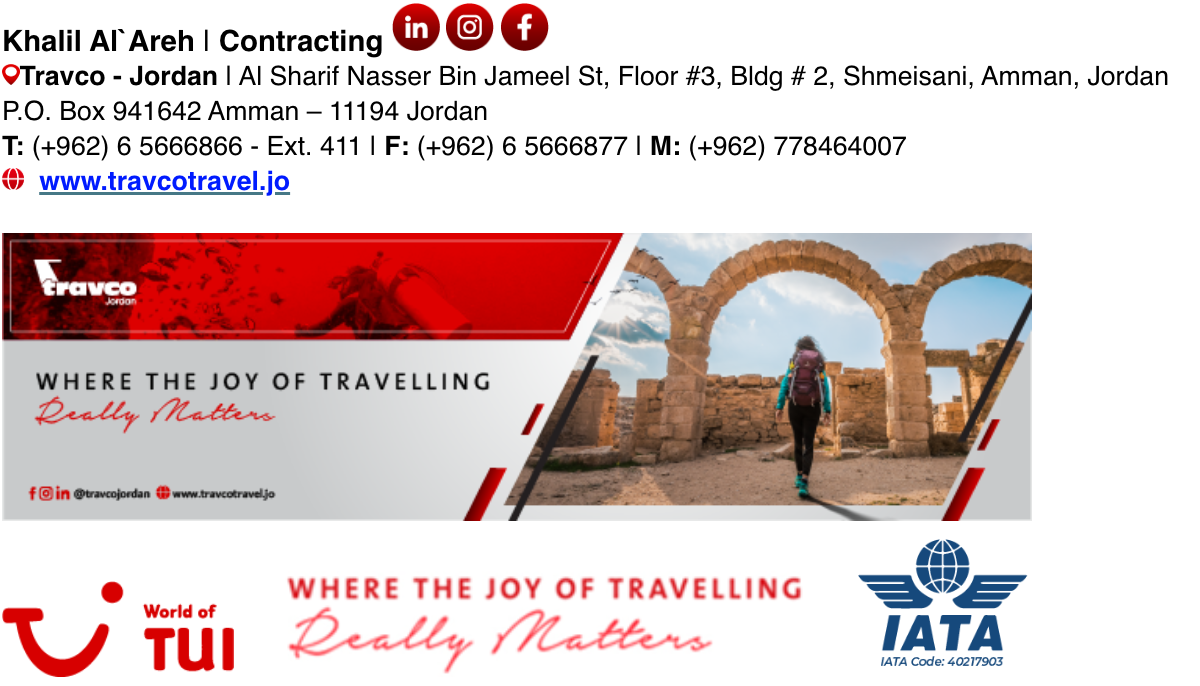 Khalil Al`Areh | Contracting in f
Travco - Jordan | Al Sharif Nasser Bin Jameel St, Floor #3, Bldg # 2, Shmeisani, Amman, Jordan
P.O. Box 941642 Amman – 11194 Jordan
T: (+962) 6 5666866 - Ext. 411 | F: (+962) 6 5666877 | M: (+962) 778464007
www.travcotravel.jo
travco
Jordan
WHERE THE JOY OF TRAVELLING
Really Matters
f in @travcojordan www.travcotravel.jo
World of
TUI
WHERE THE JOY OF TRAVELLING
Really Matters
IATA
IATA Code: 40217903